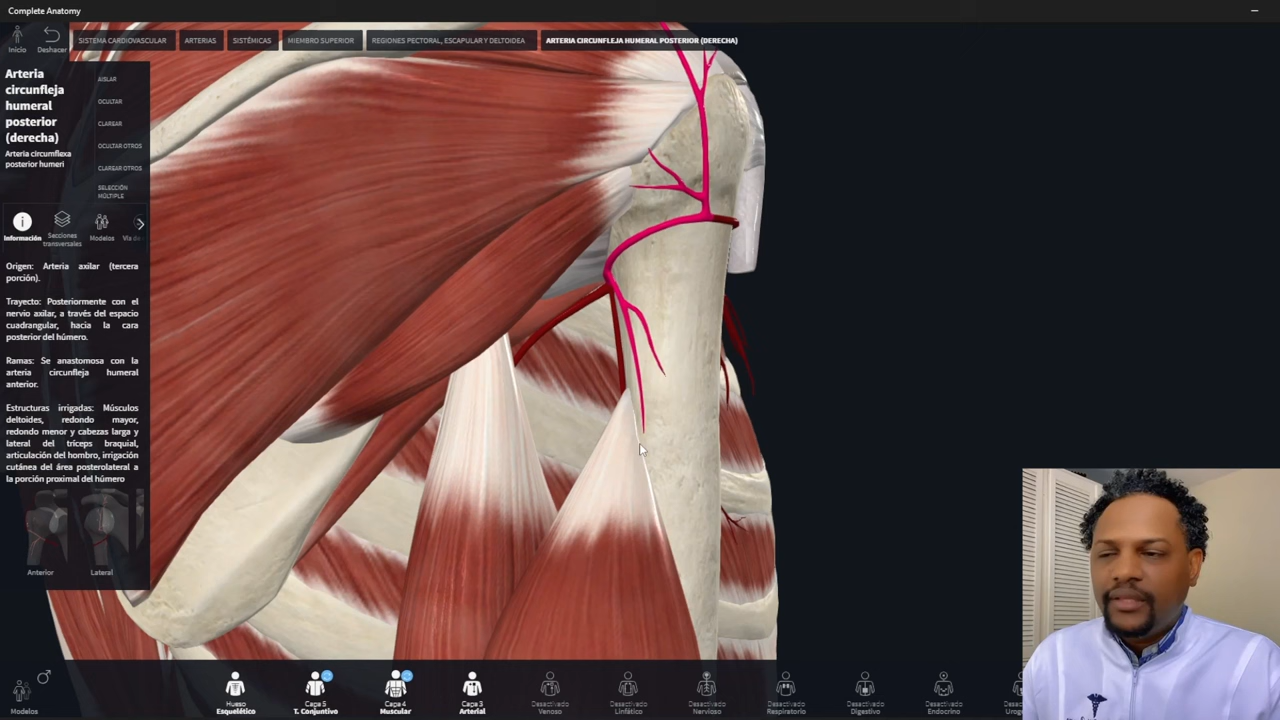 Complete Anatomy
Inicio
Deshacer
SISTEMA CARDIOVASCULAR
ARTERIAS
SISTÉMICAS
MIEMBRO SUPERIOR
REGIONES PECTORAL, ESCAPULAR Y DELTOIDEA
ARTERIA CIRCUNFLEJA HUMERAL POSTERIOR (DERECHA)
Arteria
circunfleja
humeral
posterior
(derecha)
Arteria circumflexa
posterior humeri
AISLAR
OCULTAR
CLAREAR
OCULTAR OTROS
CLAREAR OTROS
SELECCIÓN
MÚLTIPLE
Información
Secciones
transversales
Modelos
Origen: Arteria axilar (tercera
porción).
Trayecto: Posteriormente con el
nervio axilar, a través del espacio
cuadrangular, hacia la cara
posterior del húmero.
Ramas: Se anastomosa con la
arteria circunfleja humeral
anterior.
Estructuras irrigadas: Músculos
deltoides, redondo mayor,
redondo menor y cabezas larga y
lateral del tríceps braquial,
articulación del hombro, irrigación
cutánea del área posterolateral a
la porción proximal del húmero
Anterior
Lateral
Modelos
Hueso
Esquelético
Capa 5
T. Conjuntivo
Capa 4
Muscular
Capa 3
Arterial
Desactivado
Venoso
Desactivado
Linfático
Desactivado
Nervioso
Desactivado
Respiratorio
Desactivado
Digestivo
Desactivado
Endocrino